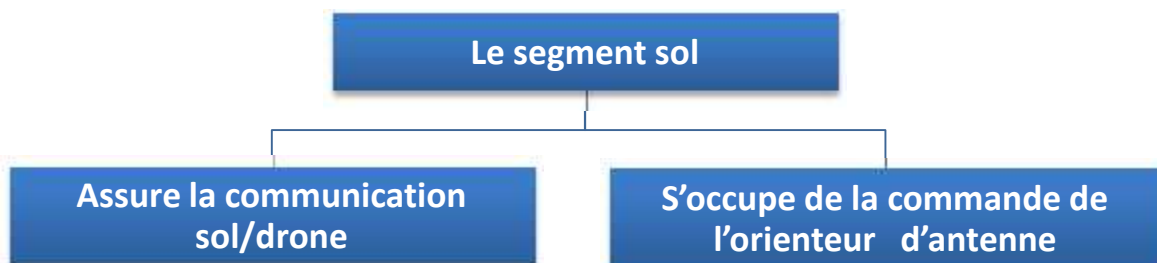 Le segment sol
Assure la communication
sol/drone
S’occupe de la commande de
l’orienteur d’antenne